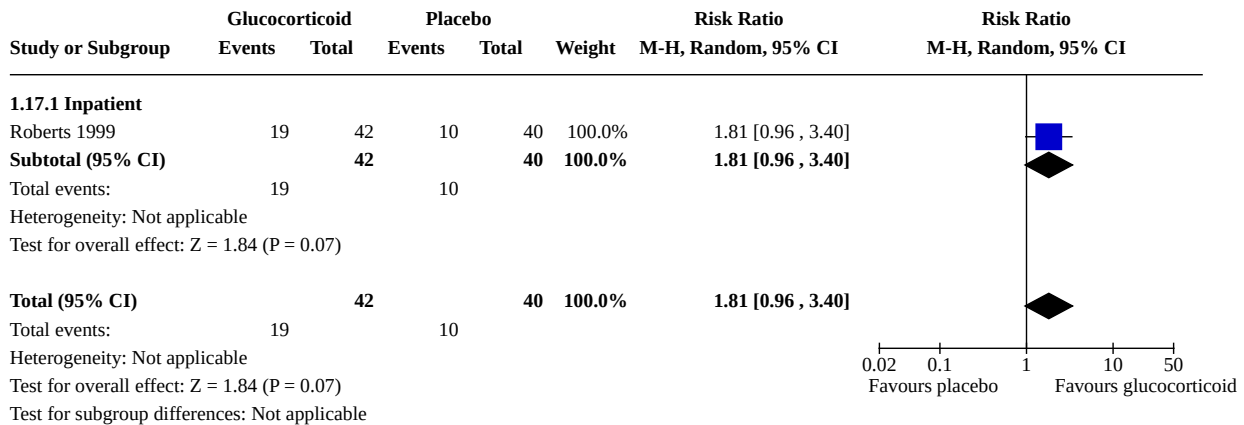 Glucocorticoid Placebo Risk Ratio Risk Ratio
Study or Subgroup Events Total Events Total Weight M-H, Random, 95% CI M-H, Random, 95% CI
1.17.1 Inpatient
Roberts 1999 19 42 10 40 100.0% 1.81 [0.96 , 3.40]
Subtotal (95% CI) 42 40 100.0% 1.81 [0.96 , 3.40]
Total events: 19 10
Heterogeneity: Not applicable
Test for overall effect: Z = 1.84 (P = 0.07)
Total (95% CI) 42 40 100.0% 1.81 [0.96 , 3.40]
Total events: 19 10
Heterogeneity: Not applicable
0.02 0.1 1 10 50
Test for overall effect: Z = 1.84 (P = 0.07) Favours placebo Favours glucocorticoid
Test for subgroup differences: Not applicable